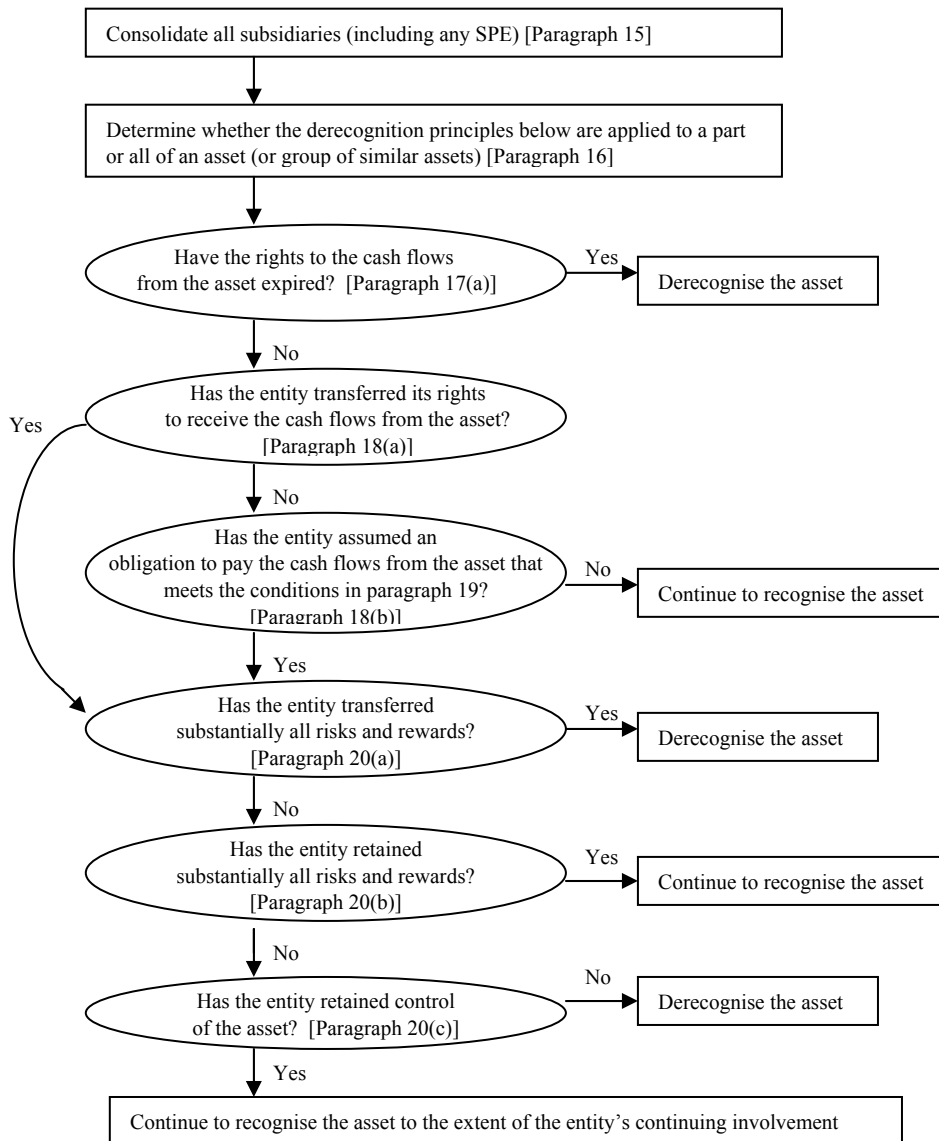 Consolidate all subsidiaries (including any SPE) [Paragraph 15]
Determine whether the derecognition principles below are applied to a part
or all of an asset (or group of similar assets) [Paragraph 16]
Have the rights to the cash flows
from the asset expired? [Paragraph 17(a)]
Yes
Derecognise the asset
No
Has the entity transferred its rights
to receive the cash flows from the asset?
[Paragraph 18(a)]
Yes
No
Has the entity assumed an
obligation to pay the cash flows from the asset that
meets the conditions in paragraph 19?
[Paragraph 18(b)]
No
Continue to recognise the asset
Yes
Has the entity transferred
substantially all risks and rewards?
[Paragraph 20(a)]
Yes
Derecognise the asset
No
Has the entity retained
substantially all risks and rewards?
[Paragraph 20(b)]
Yes
Continue to recognise the asset
No
Has the entity retained control
of the asset? [Paragraph 20(c)]
No
Derecognise the asset
Yes
Continue to recognise the asset to the extent of the entity's continuing involvement